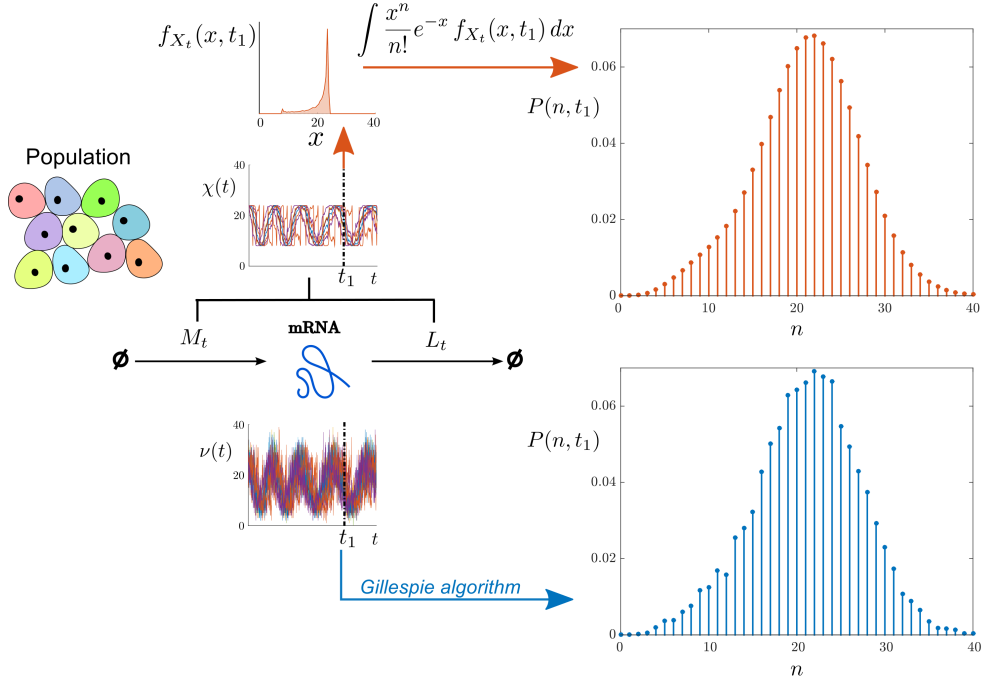 f_{X_t}(x, t_1)
0 20 40
x
∫ \frac{x^n}{n!} e^{-x} f_{X_t}(x, t_1) dx
Population
χ(t)
40
20
0
t_1 t
M_t
mRNA
L_t
∅
∅
ν(t)
40
20
0
t_1 t
Gillespie algorithm
P(n, t_1)
0.06
0.04
0.02
0
0 10 20 30 40
n
P(n, t_1)
0.06
0.04
0.02
0
0 10 20 30 40
n